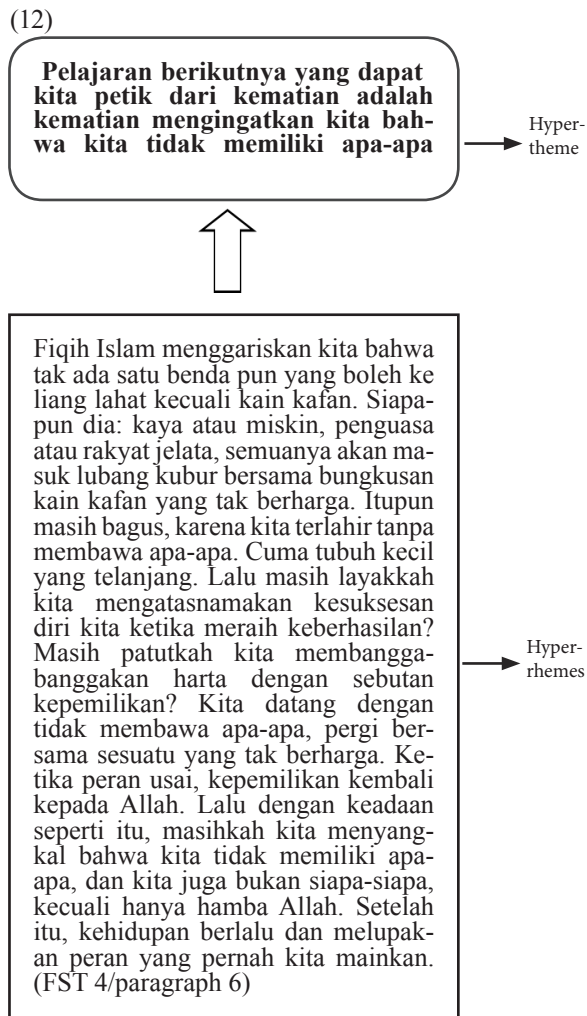 (12)
Pelajaran berikutnya yang dapat
kita petik dari kematian adalah
kematian mengingatkan kita bah-
wa kita tidak memiliki apa-apa
Hyper-
theme
Fiqih Islam menggariskan kita bahwa
tak ada satu benda pun yang boleh ke
liang lahat kecuali kain kafan. Siapa-
pun dia: kaya atau miskin, penguasa
atau rakyat jelata, semuanya akan ma-
suk lubang kubur bersama bungkusan
kain kafan yang tak berharga. Itupun
masih bagus, karena kita terlahir tanpa
membawa apa-apa. Cuma tubuh kecil
yang telanjang. Lalu masih layakkah
kita mengatasnamakan kesuksesan
diri kita ketika meraih keberhasilan?
Masih patutkah kita membangga-
banggakan harta dengan sebutan
kepemilikan? Kita datang dengan
tidak membawa apa-apa, pergi ber-
sama sesuatu yang tak berharga. Ke-
tika peran usai, kepemilikan kembali
kepada Allah. Lalu dengan keadaan
seperti itu, masihkah kita menyang-
kal bahwa kita tidak memiliki apa-
apa, dan kita juga bukan siapa-siapa,
kecuali hanya hamba Allah. Setelah
itu, kehidupan berlalu dan melupak-
an peran yang pernah kita mainkan.
(FST 4/paragraph 6)
Hyper-
rhemes